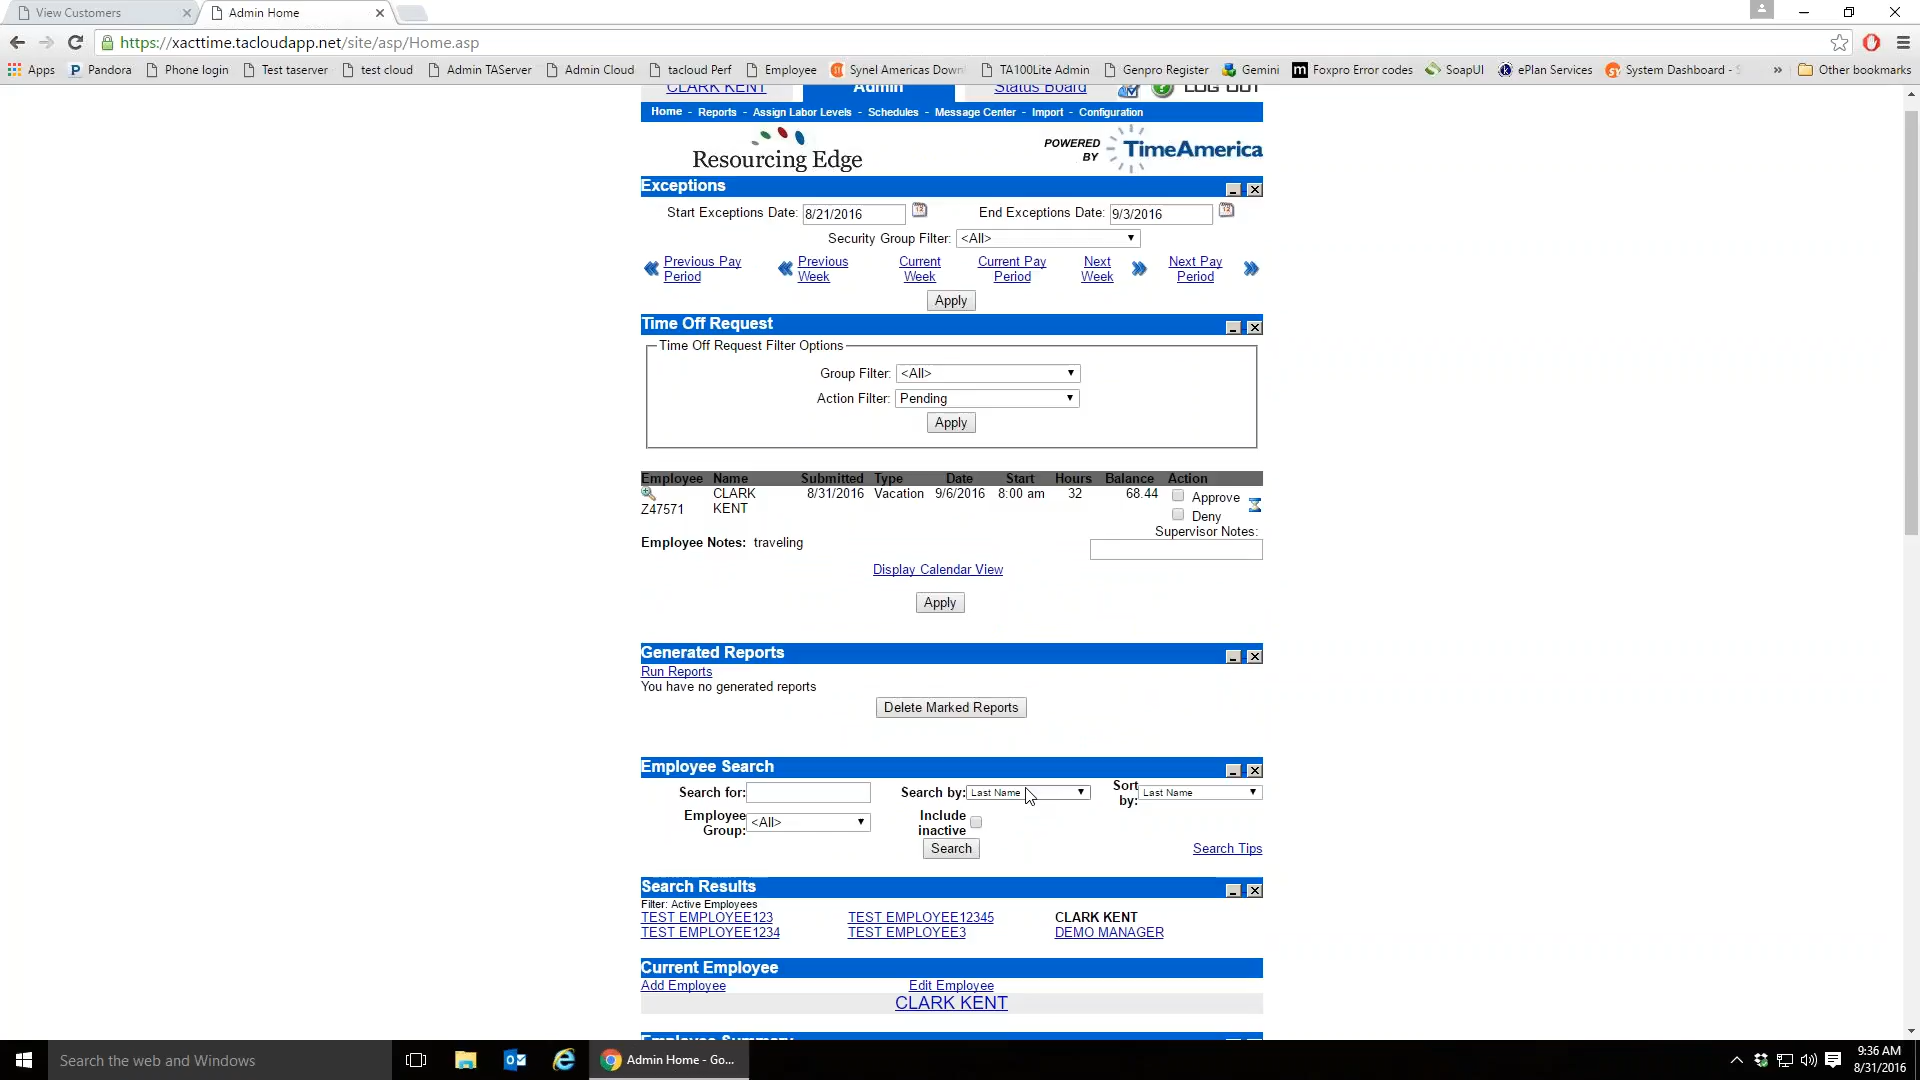 View Customers
Admin Home
https://xacttime.tacloudapp.net/site/asp/Home.asp
Apps Pandora Phone login Test taserver test cloud Admin TAServer Admin Cloud tacloud Perf Employee Synel Americas Down TA100Lite Admin Genpro Register Gemini Foxpro Error codes SoapUI ePlan Services System Dashboard - » Other bookmarks
CLARK KENT Admin Status Board LOG OUT
Home - Reports - Assign Labor Levels - Schedules - Message Center - Import - Configuration
Resourcing Edge
POWERED BY TimeAmerica
Exceptions
Start Exceptions Date: 8/21/2016 End Exceptions Date: 9/3/2016
Security Group Filter: <All>
Previous Pay Period Previous Week Current Week Current Pay Period Next Week Next Pay Period
Apply
Time Off Request
Time Off Request Filter Options
Group Filter: <All>
Action Filter: Pending
Apply
Employee Name Submitted Type Date Start Hours Balance Action
Z47571 CLARK KENT 8/31/2016 Vacation 9/6/2016 8:00 am 32 68.44 Approve
Deny
Supervisor Notes:
Employee Notes: traveling
Display Calendar View
Apply
Generated Reports
Run Reports
You have no generated reports
Delete Marked Reports
Employee Search
Search for: Search by: Last Name Sort by: Last Name
Employee Group: <All> Include inactive
Search Search Tips
Search Results
Filter: Active Employees
TEST EMPLOYEE123 TEST EMPLOYEE12345 CLARK KENT
TEST EMPLOYEE1234 TEST EMPLOYEE3 DEMO MANAGER
Current Employee
Add Employee Edit Employee
CLARK KENT
Employee Summary
Search the web and Windows
Admin Home - Go...
9:36 AM
8/31/2016